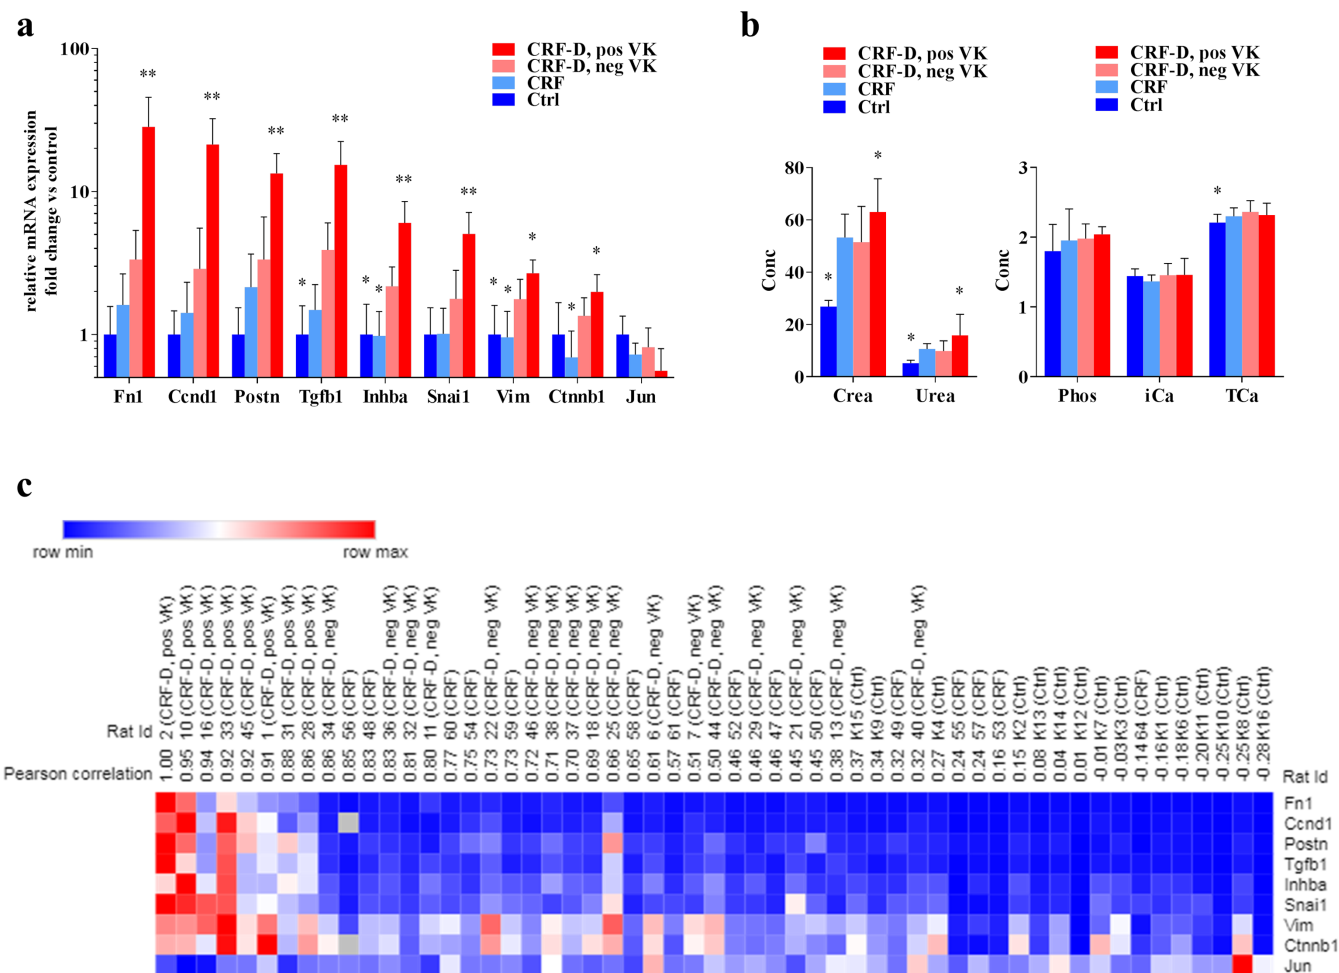 a
100
10
1
relative mRNA expression
fold change vs control
CRF-D, pos VK
CRF-D, neg VK
CRF
Ctrl
** ** ** * ** * * ** ** * * * * *
Fn1 Ccnd1 Postn Tgfb1 Inhba Snai1 Vim Ctnnb1 Jun
b
CRF-D, pos VK
CRF-D, neg VK
CRF
Ctrl
80
60
40
20
0
Conc
* * * *
Crea Urea
CRF-D, pos VK
CRF-D, neg VK
CRF
Ctrl
3
2
1
0
Conc
*
Phos iCa TCa
c
row min row max
Rat Id
Pearson correlation
1.00 2 (CRF-D, pos VK)
0.95 10 (CRF-D, pos VK)
0.94 16 (CRF-D, pos VK)
0.92 33 (CRF-D, pos VK)
0.92 45 (CRF-D, pos VK)
0.91 1 (CRF-D, pos VK)
0.88 31 (CRF-D, pos VK)
0.86 28 (CRF-D, pos VK)
0.86 34 (CRF-D, neg VK)
0.85 56 (CRF)
0.83 48 (CRF)
0.83 36 (CRF-D, neg VK)
0.81 32 (CRF-D, neg VK)
0.80 11 (CRF-D, neg VK)
0.77 60 (CRF)
0.75 54 (CRF)
0.73 22 (CRF-D, neg VK)
0.73 59 (CRF)
0.72 46 (CRF-D, neg VK)
0.71 38 (CRF-D, neg VK)
0.70 37 (CRF-D, neg VK)
0.69 18 (CRF-D, neg VK)
0.66 25 (CRF-D, neg VK)
0.65 58 (CRF)
0.61 6 (CRF-D, neg VK)
0.57 61 (CRF)
0.51 7 (CRF-D, neg VK)
0.50 44 (CRF-D, neg VK)
0.46 52 (CRF)
0.46 29 (CRF-D, neg VK)
0.46 47 (CRF)
0.45 21 (CRF-D, neg VK)
0.45 50 (CRF)
0.38 13 (CRF-D, neg VK)
0.37 K15 (Ctrl)
0.34 K9 (Ctrl)
0.32 49 (CRF)
0.32 40 (CRF-D, neg VK)
0.27 K4 (Ctrl)
0.24 55 (CRF)
0.24 57 (CRF)
0.16 53 (CRF)
0.15 K2 (Ctrl)
0.08 K13 (Ctrl)
0.04 K14 (Ctrl)
0.01 K12 (Ctrl)
-0.01 K7 (Ctrl)
-0.03 K3 (Ctrl)
-0.14 64 (CRF)
-0.16 K1 (Ctrl)
-0.18 K6 (Ctrl)
-0.20 K11 (Ctrl)
-0.25 K10 (Ctrl)
-0.25 K8 (Ctrl)
-0.28 K16 (Ctrl)
Rat Id
Fn1
Ccnd1
Postn
Tgfb1
Inhba
Snai1
Vim
Ctnnb1
Jun